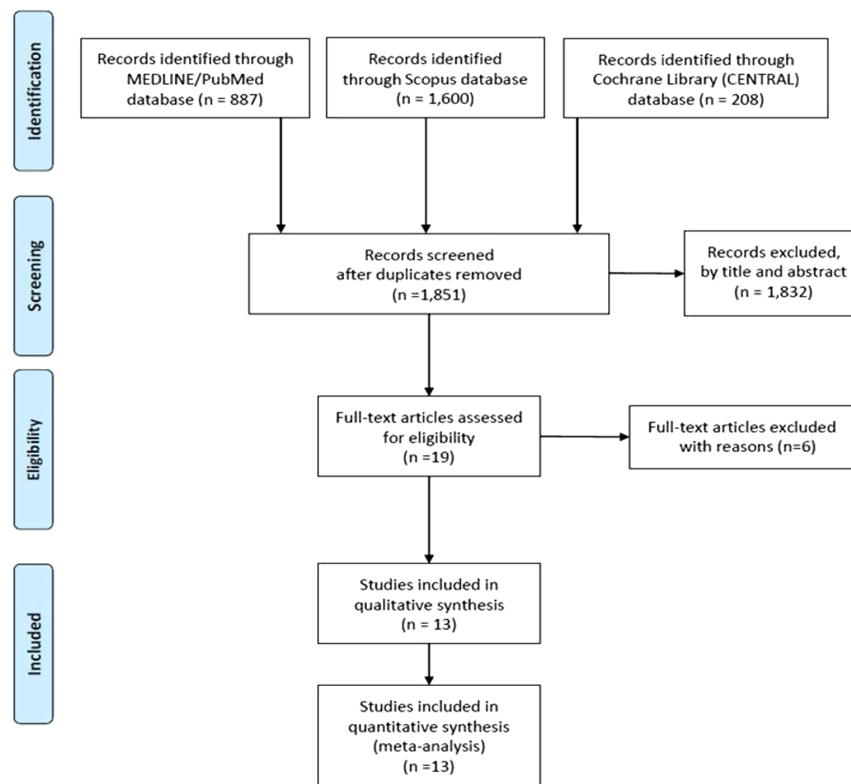 Identification
Records identified through
MEDLINE/PubMed
database (n = 887)
Records identified
through Scopus database
(n = 1,600)
Records identified through
Cochrane Library (CENTRAL)
database (n = 208)
Screening
Records screened
after duplicates removed
(n =1,851)
Records excluded,
by title and abstract
(n = 1,832)
Eligibility
Full-text articles assessed
for eligibility
(n =19)
Full-text articles excluded
with reasons (n=6)
Included
Studies included in
qualitative synthesis
(n = 13)
Studies included in
quantitative synthesis
(meta-analysis)
(n =13)